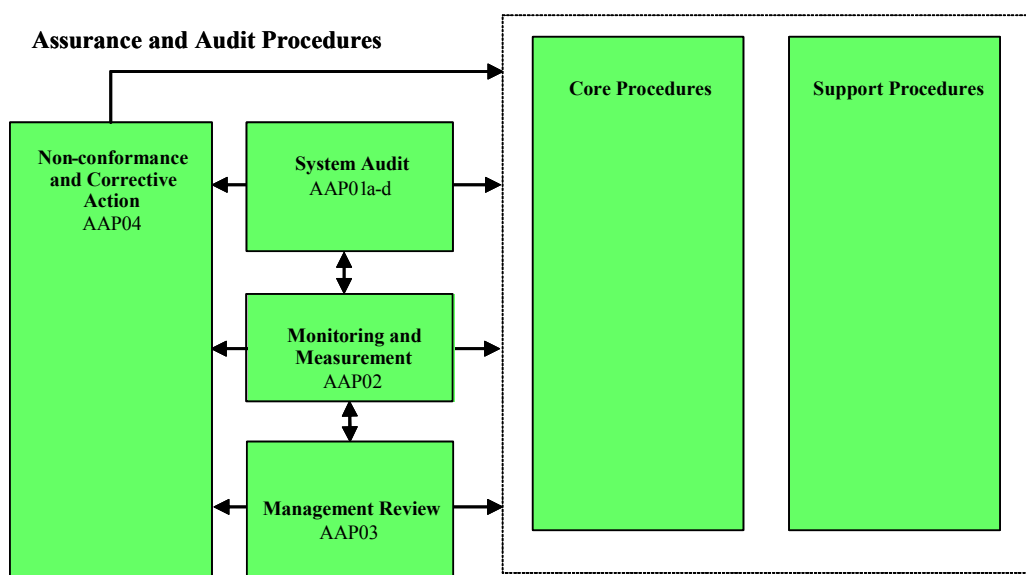 Assurance and Audit Procedures
Core Procedures
Support Procedures
Non-conformance
and Corrective
Action
AAP04
System Audit
AAP01a-d
Monitoring and
Measurement
AAP02
Management Review
AAP03